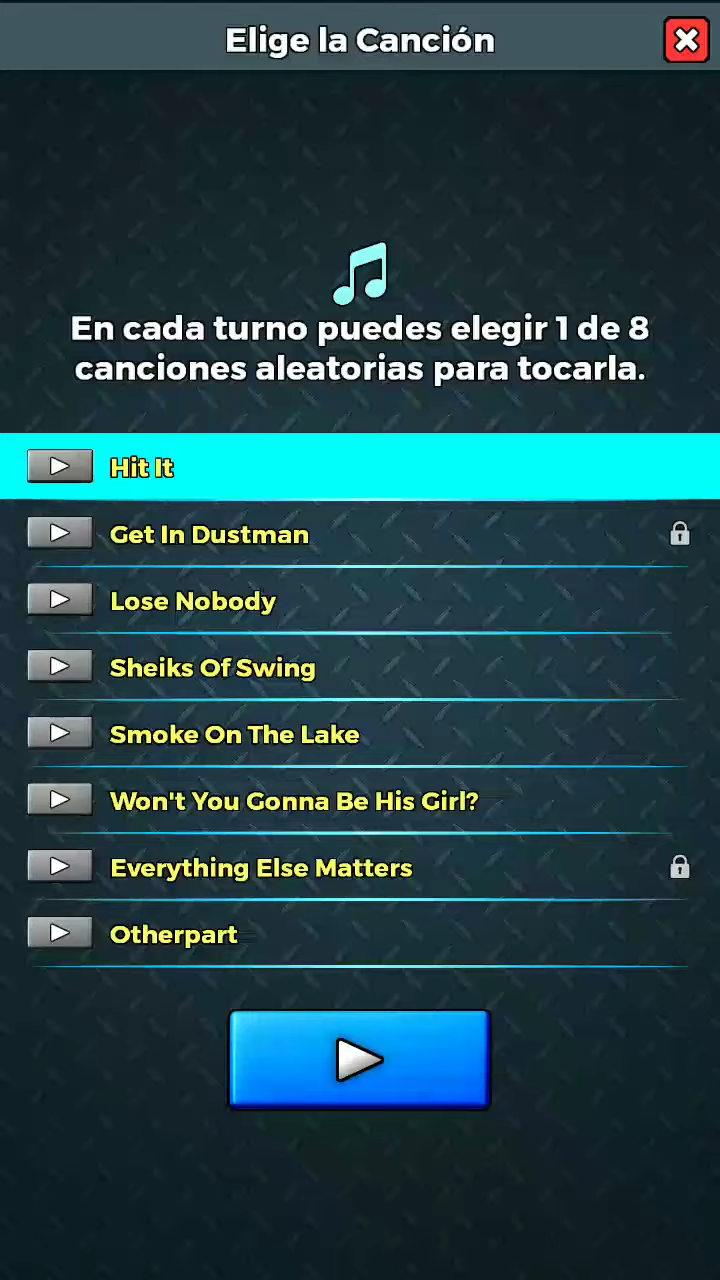 Elige la Canción
En cada turno puedes elegir 1 de 8
canciones aleatorias para tocarla.
Hit It
Get In Dustman
Lose Nobody
Sheiks Of Swing
Smoke On The Lake
Won't You Gonna Be His Girl?
Everything Else Matters
Otherpart